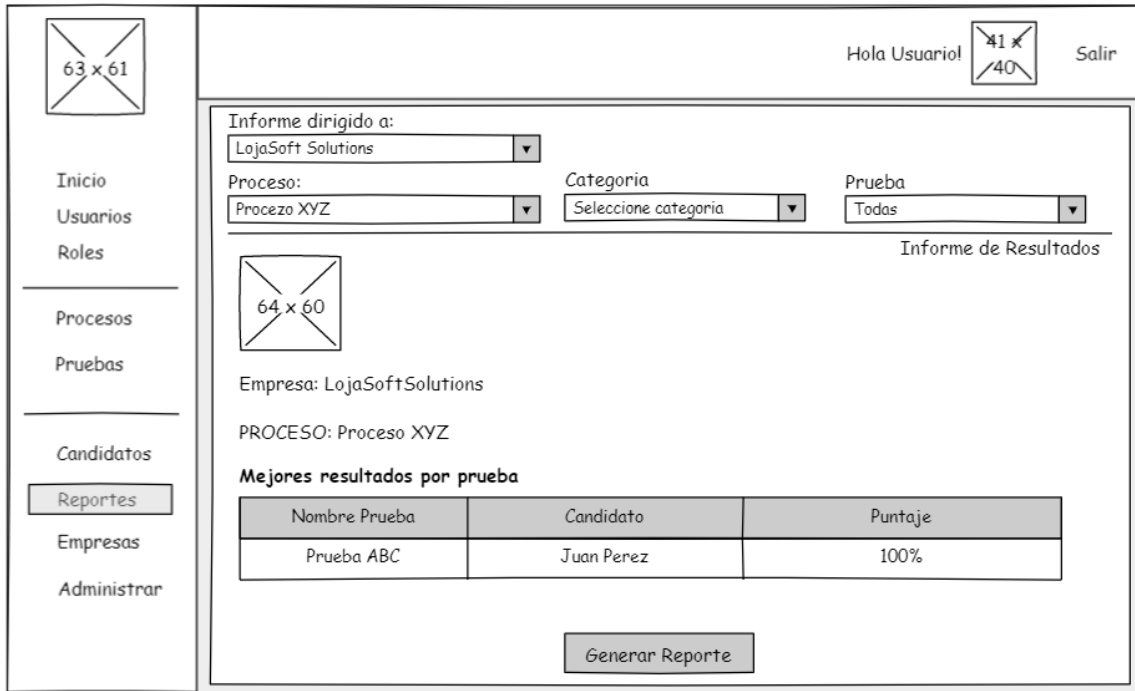 63 x 61
Hola Usuario!
41 x
40
Salir
Inicio
Usuarios
Roles
Procesos
Pruebas
Candidatos
Reportes
Empresas
Administrar
Informe dirigido a:
LojaSoft Solutions
Proceso:
Categoria
Prueba
Procezo XYZ
Seleccione categoria
Todas
Informe de Resultados
64 x 60
Empresa: LojaSoftSolutions
PROCESO: Proceso XYZ
Mejores resultados por prueba
Nombre Prueba Candidato Puntaje
Prueba ABC Juan Perez 100%
Generar Reporte